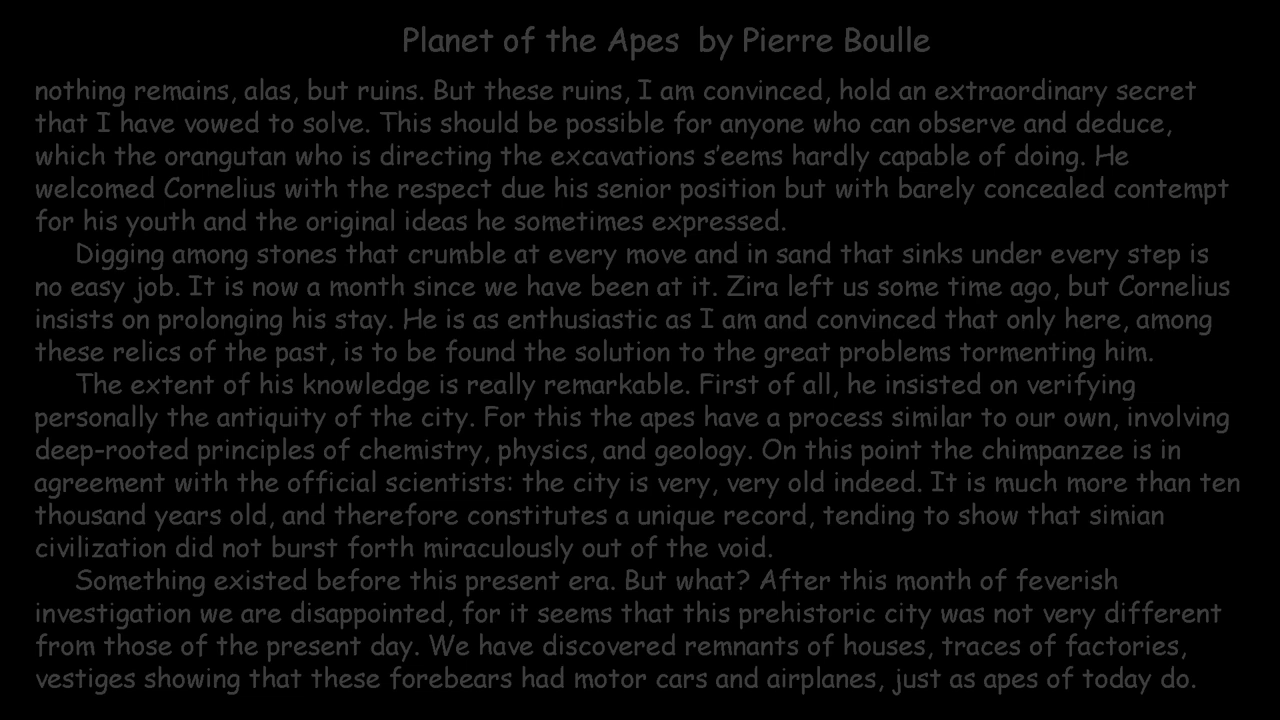 Planet of the Apes  by Pierre Boulle
nothing remains, alas, but ruins. But these ruins, I am convinced, hold an extraordinary secret
that I have vowed to solve. This should be possible for anyone who can observe and deduce,
which the orangutan who is directing the excavations s’eems hardly capable of doing. He
welcomed Cornelius with the respect due his senior position but with barely concealed contempt
for his youth and the original ideas he sometimes expressed.
Digging among stones that crumble at every move and in sand that sinks under every step is
no easy job. It is now a month since we have been at it. Zira left us some time ago, but Cornelius
insists on prolonging his stay. He is as enthusiastic as I am and convinced that only here, among
these relics of the past, is to be found the solution to the great problems tormenting him.
The extent of his knowledge is really remarkable. First of all, he insisted on verifying
personally the antiquity of the city. For this the apes have a process similar to our own, involving
deep-rooted principles of chemistry, physics, and geology. On this point the chimpanzee is in
agreement with the official scientists: the city is very, very old indeed. It is much more than ten
thousand years old, and therefore constitutes a unique record, tending to show that simian
civilization did not burst forth miraculously out of the void.
Something existed before this present era. But what? After this month of feverish
investigation we are disappointed, for it seems that this prehistoric city was not very different
from those of the present day. We have discovered remnants of houses, traces of factories,
vestiges showing that these forebears had motor cars and airplanes, just as apes of today do.